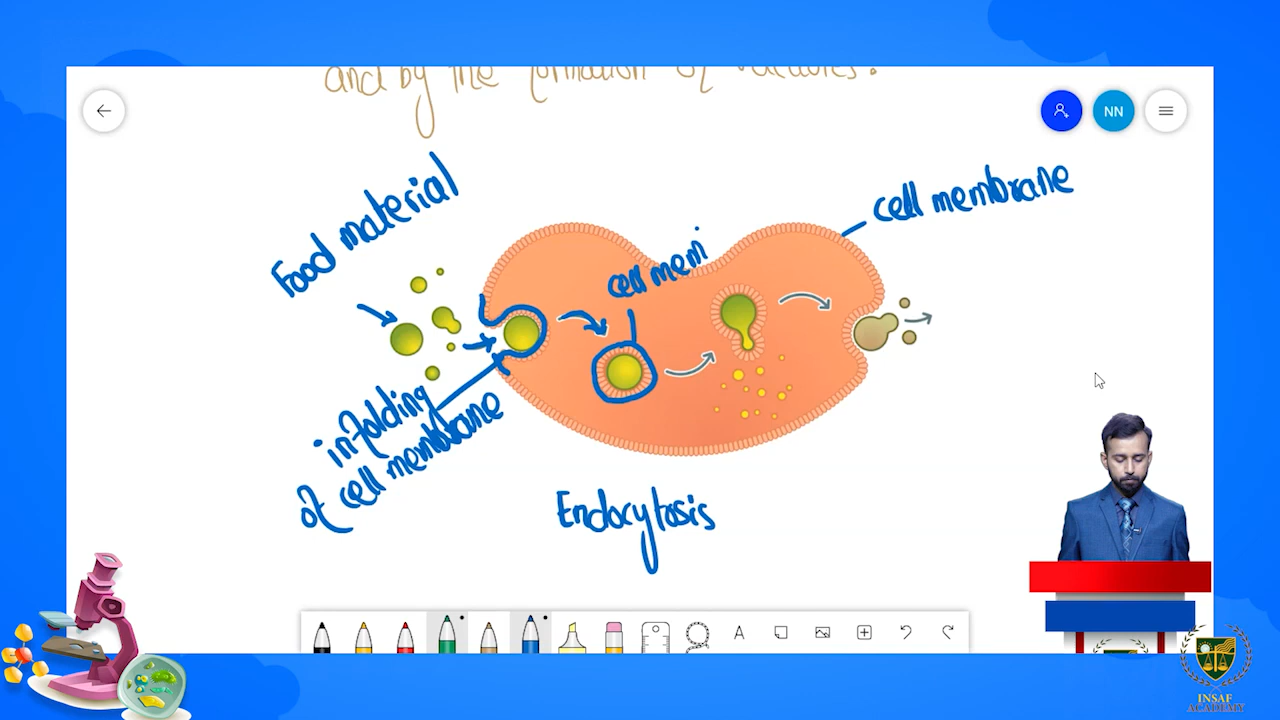 and by the formation of vacuoles.
NN
Food material
cell membrane
cell mem
infolding
of cell membrane
Endocytosis
A
INSAF
ACADEMY